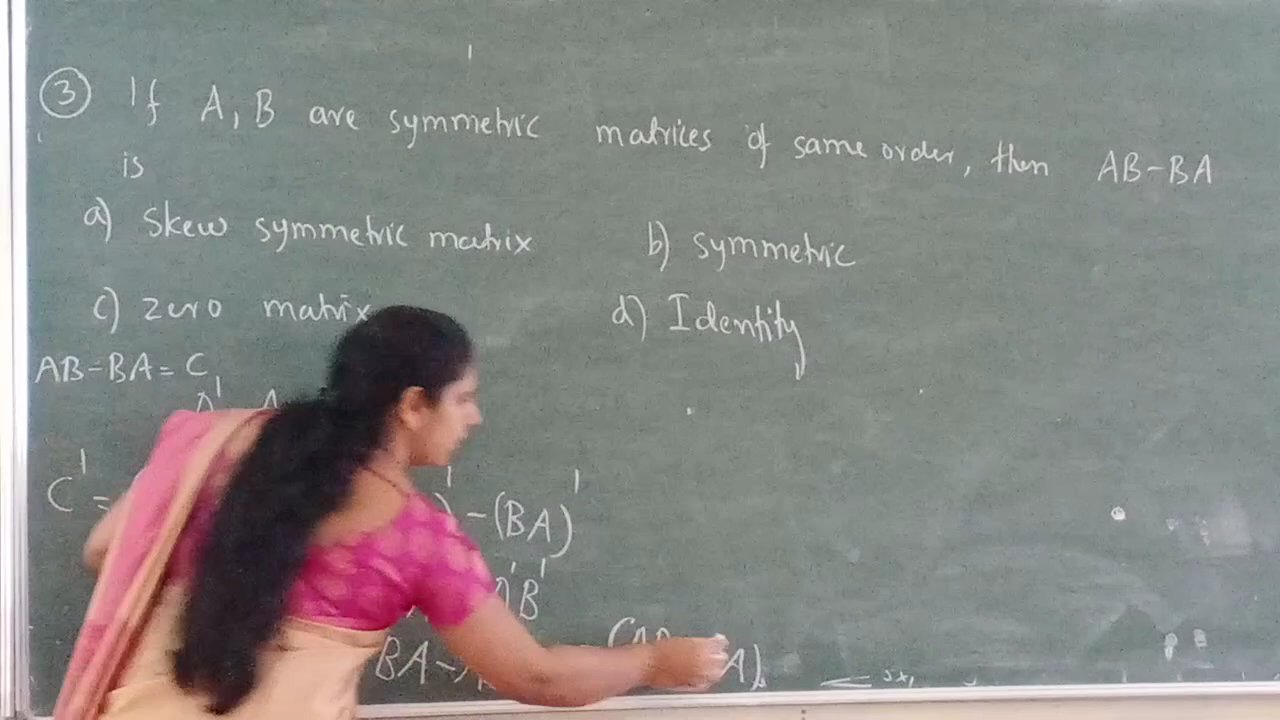 ③ If A, B are symmetric matrices of same order, then AB-BA
is
a) Skew symmetric matrix b) symmetric
c) zero matrix d) Identity
AB-BA = C
C' = -(BA)'
'B'
BA- A)